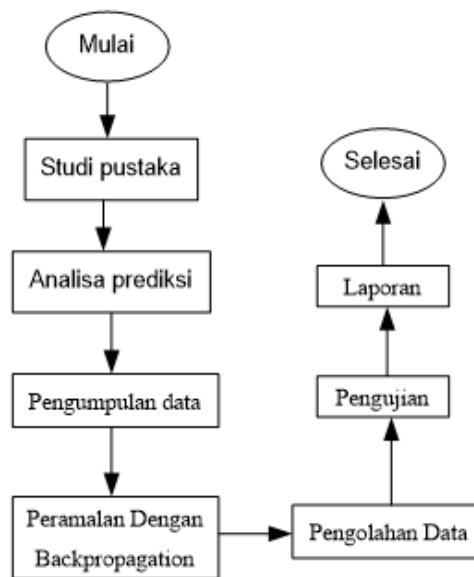 Mulai
Studi pustaka
Analisa prediksi
Pengumpulan data
Peramalan Dengan
Backpropagation
Pengolahan Data
Pengujian
Laporan
Selesai